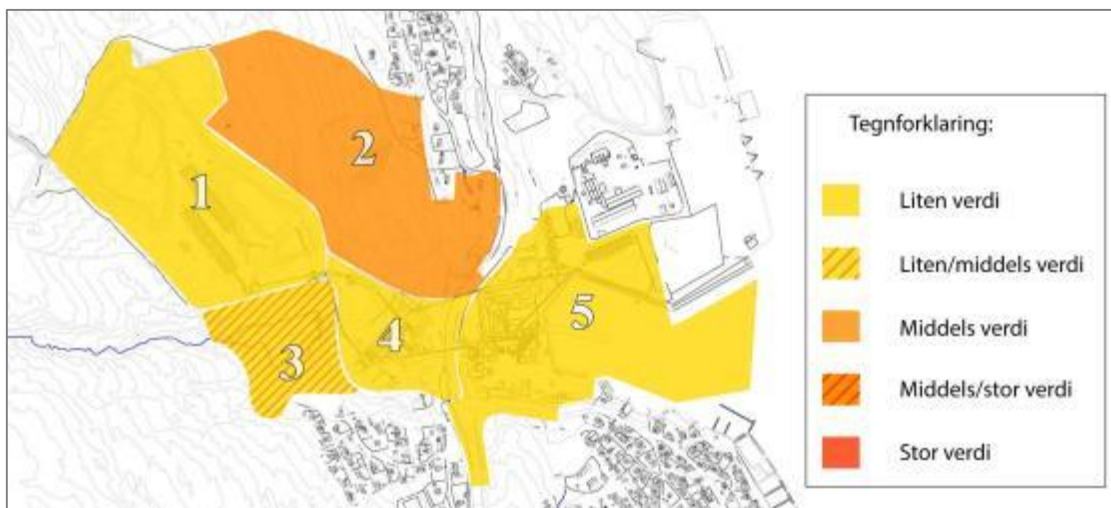 1
2
3
4
5
Tegnforklaring:
Liten verdi
Liten/middels verdi
Middels verdi
Middels/stor verdi
Stor verdi